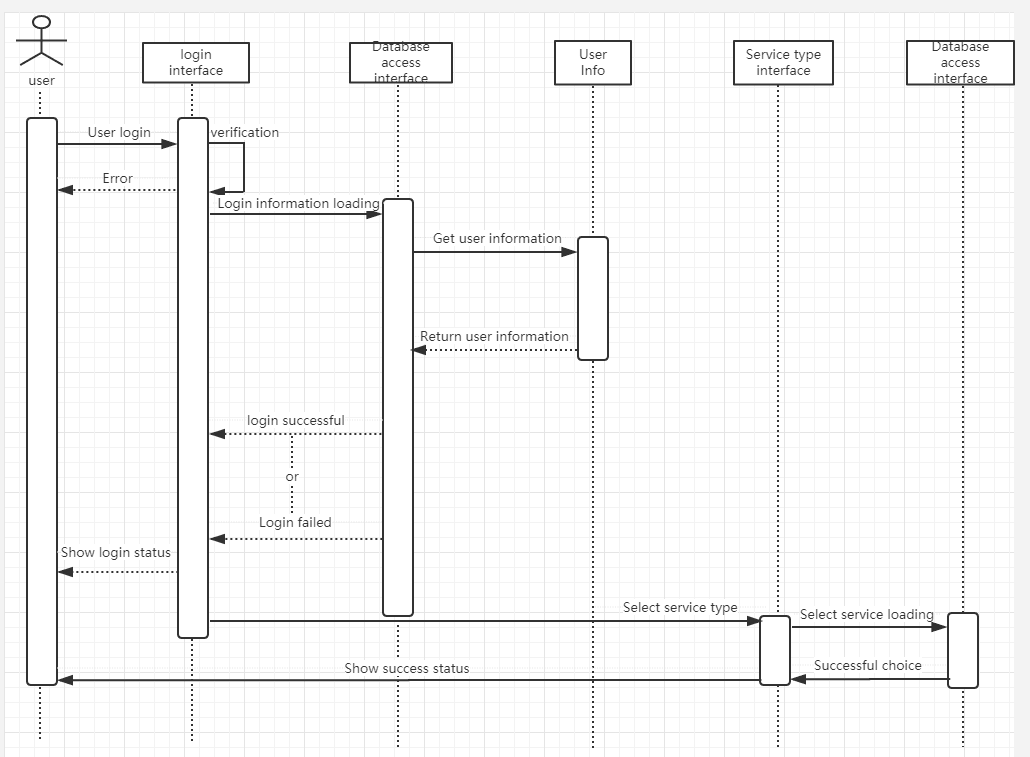 user
login
interface
Database
access
interface
User
Info
Service type
interface
Database
access
interface
User login
verification
Error
Login information loading
Get user information
Return user information
login successful
or
Login failed
Show login status
Select service type
Select service loading
Successful choice
Show success status